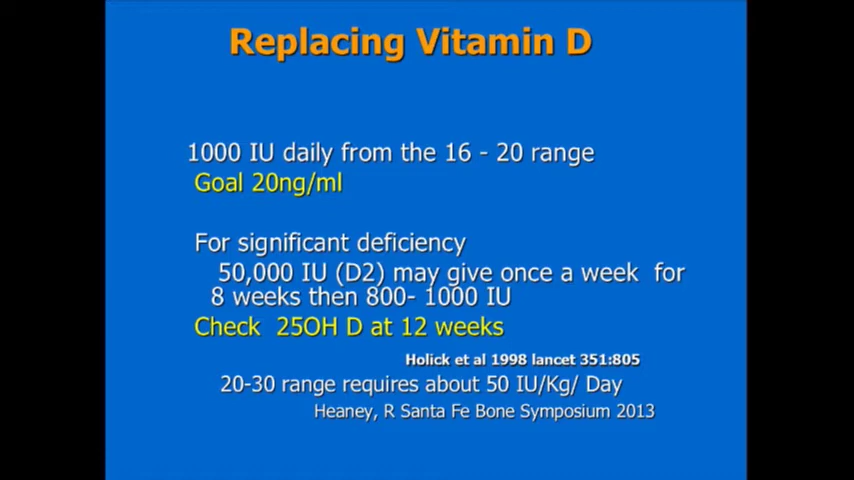 Replacing Vitamin D
1000 IU daily from the 16 - 20 range
Goal 20ng/ml
For significant deficiency
50,000 IU (D2) may give once a week for
8 weeks then 800- 1000 IU
Check 25OH D at 12 weeks
Holick et al 1998 lancet 351:805
20-30 range requires about 50 IU/Kg/ Day
Heaney, R Santa Fe Bone Symposium 2013